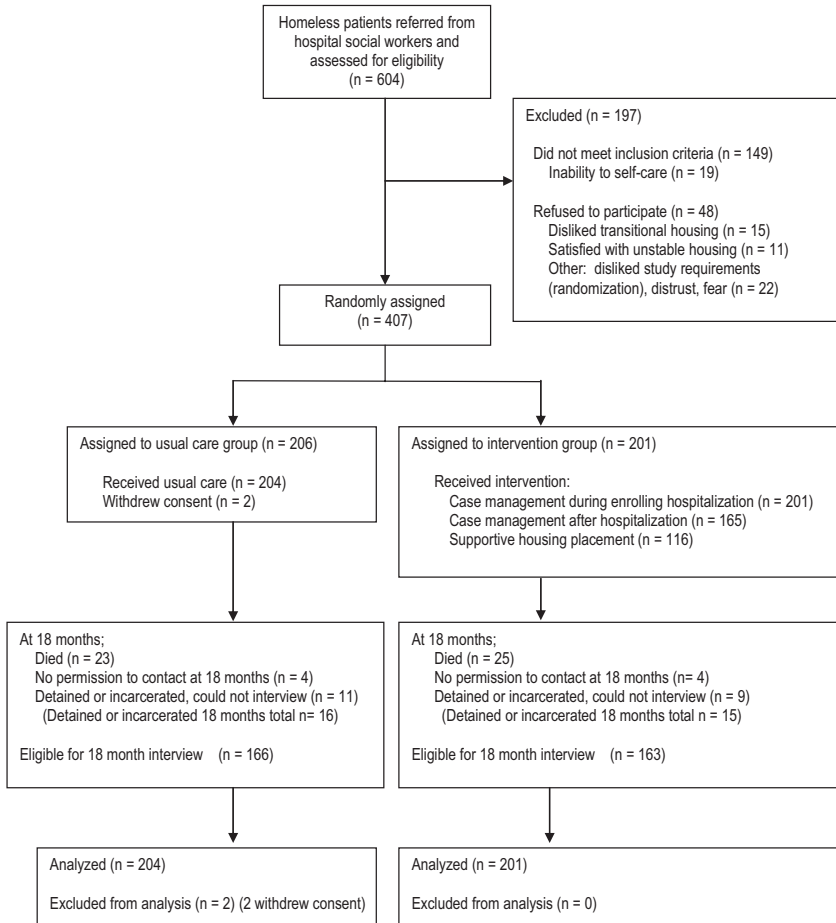 Homeless patients referred from
hospital social workers and
assessed for eligibility
(n = 604)
Excluded (n = 197)
Did not meet inclusion criteria (n = 149)
Inability to self-care (n = 19)
Refused to participate (n = 48)
Disliked transitional housing (n = 15)
Satisfied with unstable housing (n = 11)
Other: disliked study requirements
(randomization), distrust, fear (n = 22)
Randomly assigned
(n = 407)
Assigned to usual care group (n = 206)
Received usual care (n = 204)
Withdrew consent (n = 2)
Assigned to intervention group (n = 201)
Received intervention:
Case management during enrolling hospitalization (n = 201)
Case management after hospitalization (n = 165)
Supportive housing placement (n = 116)
At 18 months;
Died (n = 23)
No permission to contact at 18 months (n = 4)
Detained or incarcerated, could not interview (n = 11)
(Detained or incarcerated 18 months total n= 16)
Eligible for 18 month interview (n = 166)
At 18 months;
Died (n = 25)
No permission to contact at 18 months (n= 4)
Detained or incarcerated, could not interview (n = 9)
(Detained or incarcerated 18 months total n = 15)
Eligible for 18 month interview (n = 163)
Analyzed (n = 204)
Excluded from analysis (n = 2) (2 withdrew consent)
Analyzed (n = 201)
Excluded from analysis (n = 0)